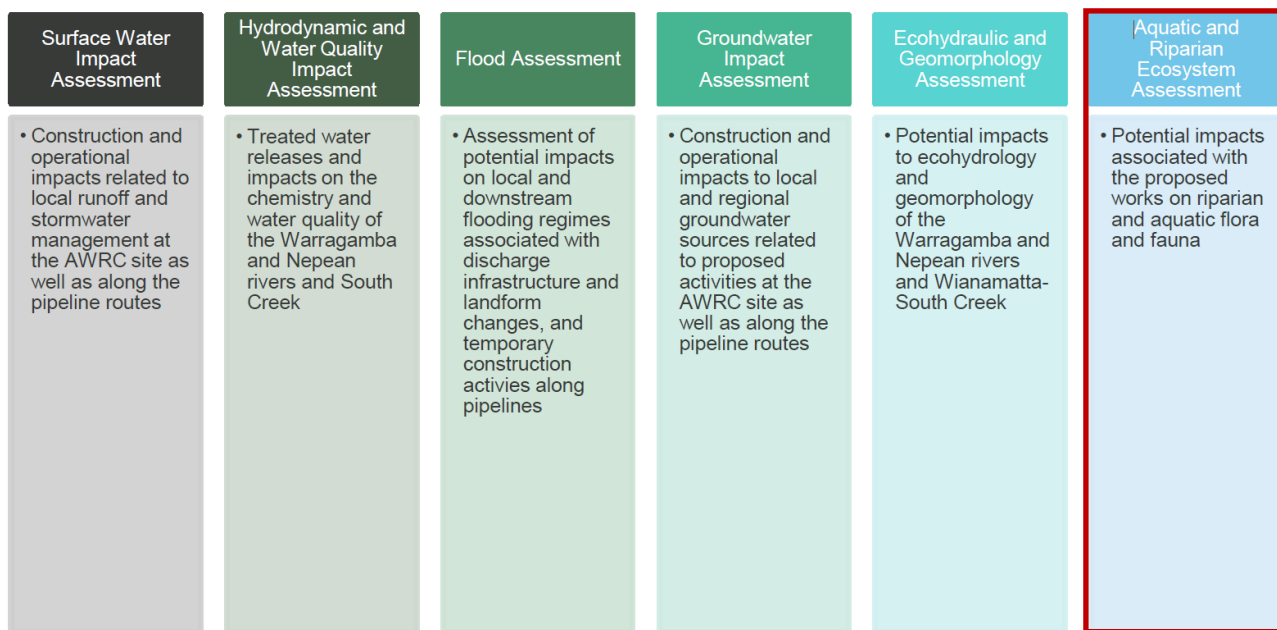 Surface Water
Impact
Assessment
• Construction and
operational
impacts related to
local runoff and
stormwater
management at
the AWRC site as
well as along the
pipeline routes
Hydrodynamic and
Water Quality
Impact
Assessment
• Treated water
releases and
impacts on the
chemistry and
water quality of
the Warragamba
and Nepean
rivers and South
Creek
Flood Assessment
• Assessment of
potential impacts
on local and
downstream
flooding regimes
associated with
discharge
infrastructure and
landform
changes, and
temporary
construction
activies along
pipelines
Groundwater
Impact
Assessment
• Construction and
operational
impacts to local
and regional
groundwater
sources related
to proposed
activities at the
AWRC site as
well as along the
pipeline routes
Ecohydraulic and
Geomorphology
Assessment
• Potential impacts
to ecohydrology
and
geomorphology
of the
Warragamba and
Nepean rivers
and Wianamatta-
South Creek
Aquatic and
Riparian
Ecosystem
Assessment
• Potential impacts
associated with
the proposed
works on riparian
and aquatic flora
and fauna